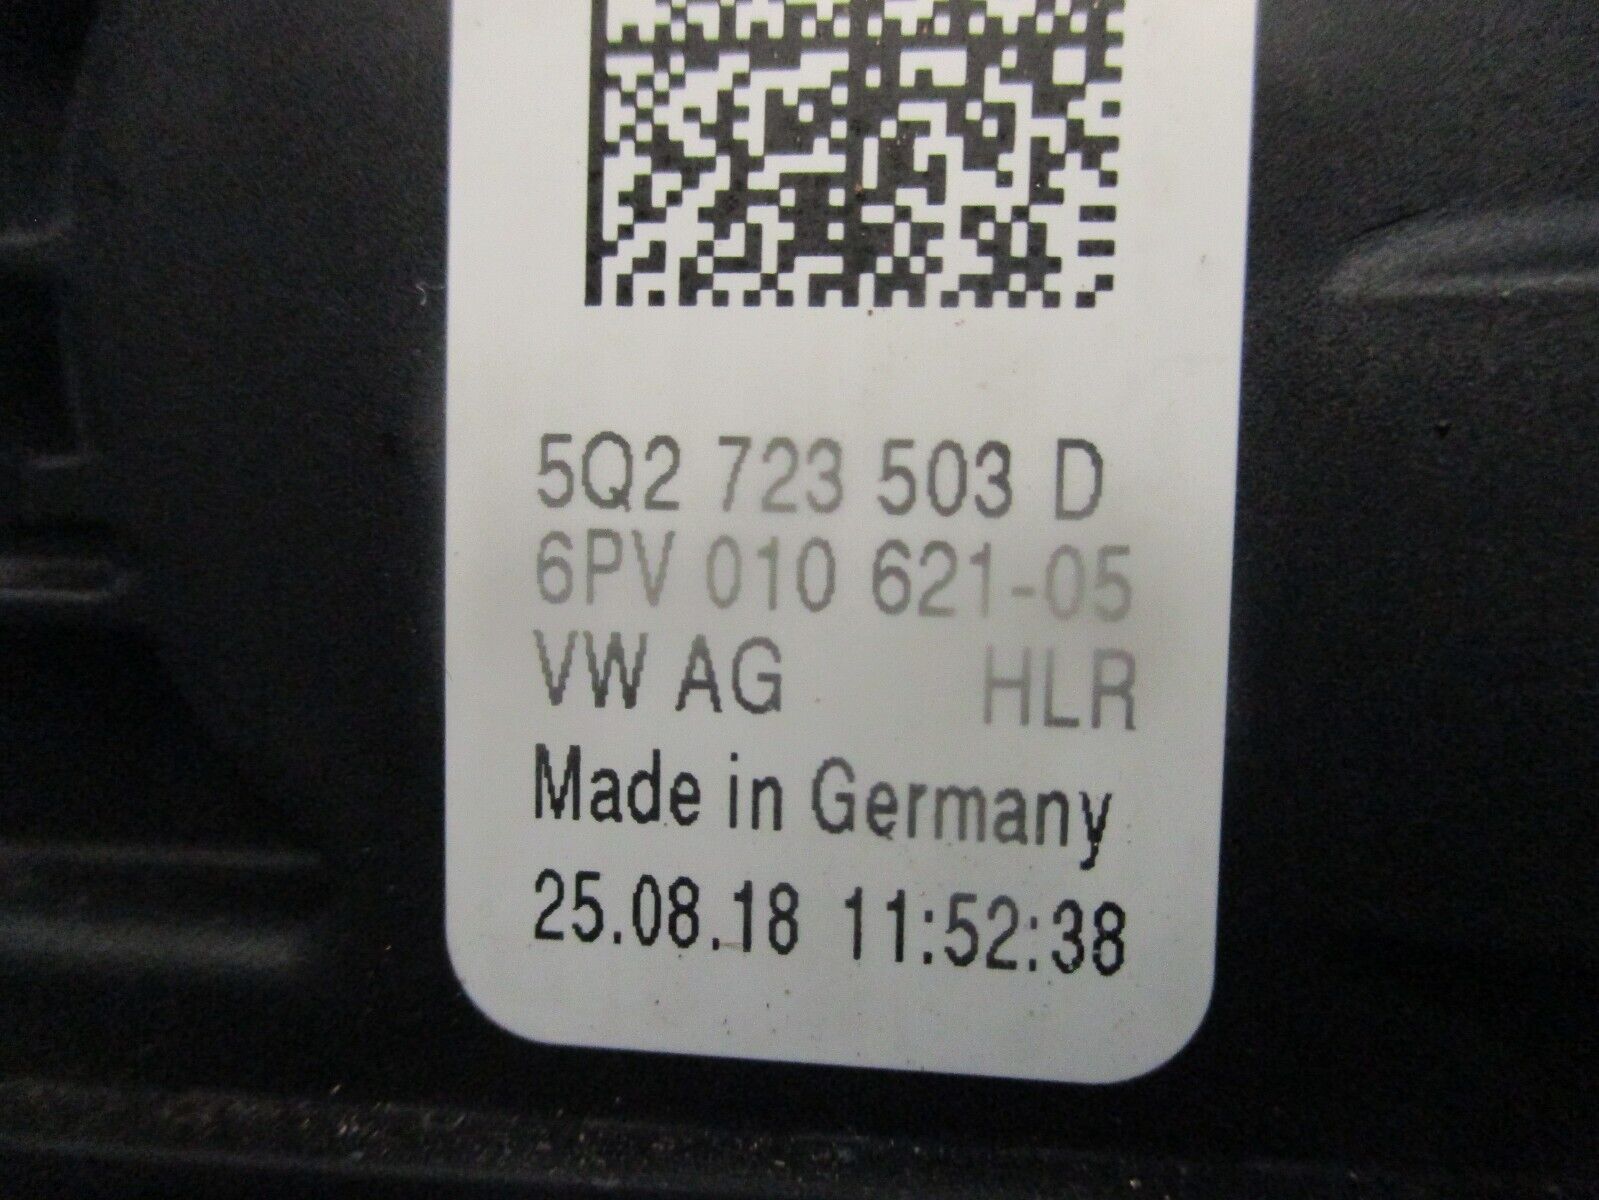 5Q2 723 503 D
6PV 010 621-05
VW AG HLR
Made in Germany
25.08.18 11:52:38